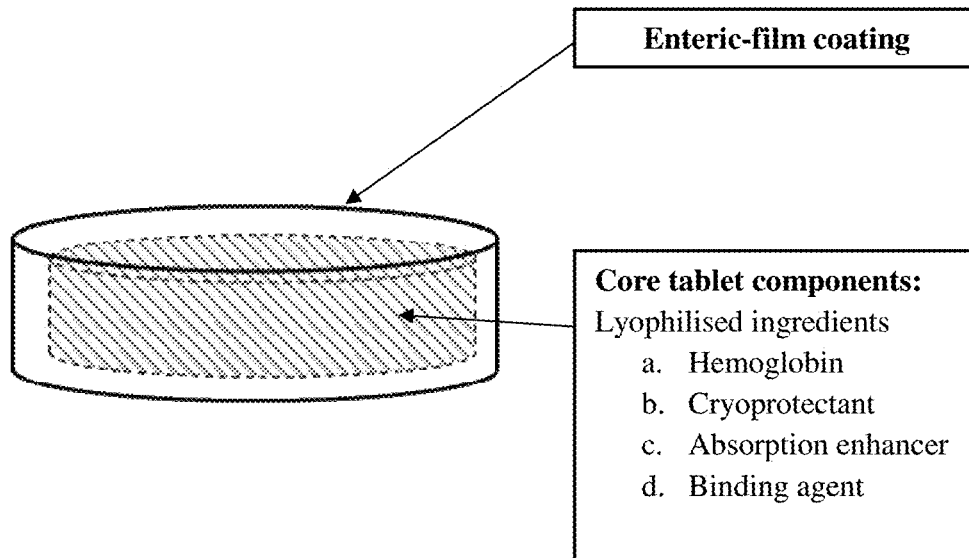 Enteric-film coating
Core tablet components:
Lyophilised ingredients
a. Hemoglobin
b. Cryoprotectant
c. Absorption enhancer
d. Binding agent